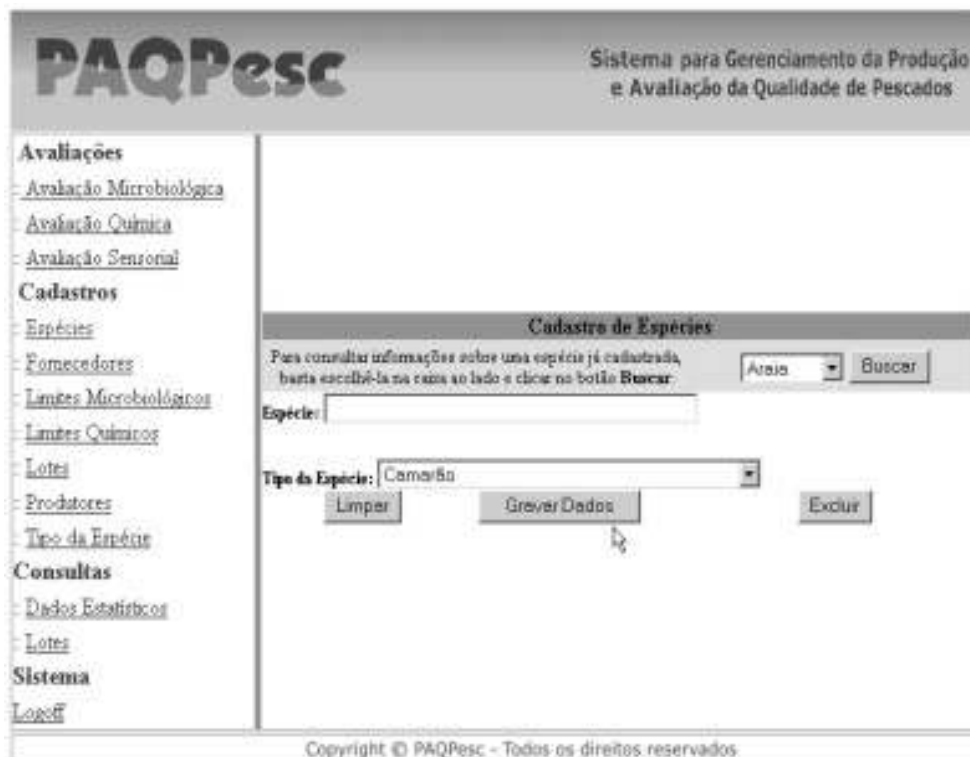 PAQPesc
Sistema para Gerenciamento da Produção
e Avaliação da Qualidade de Pescados
Avaliações
: Avaliação Microbiológica
: Avaliação Química
: Avaliação Sensorial
Cadastros
: Espécies
: Fornecedores
: Limites Microbiológicos
: Limites Químicos
: Lotes
: Produtores
: Tipo da Espécie
Consultas
: Dados Estatísticos
: Lotes
Sistema
Logoff
Cadastro de Espécies
Para consultar informações sobre uma espécie já cadastrada,
basta escolhê-la na caixa ao lado e clicar no botão Buscar
Araia
Buscar
Espécie:
Tipo da Espécie: Camarão
Limpar Gravar Dados Excluir
Copyright © PAQPesc - Todos os direitos reservados